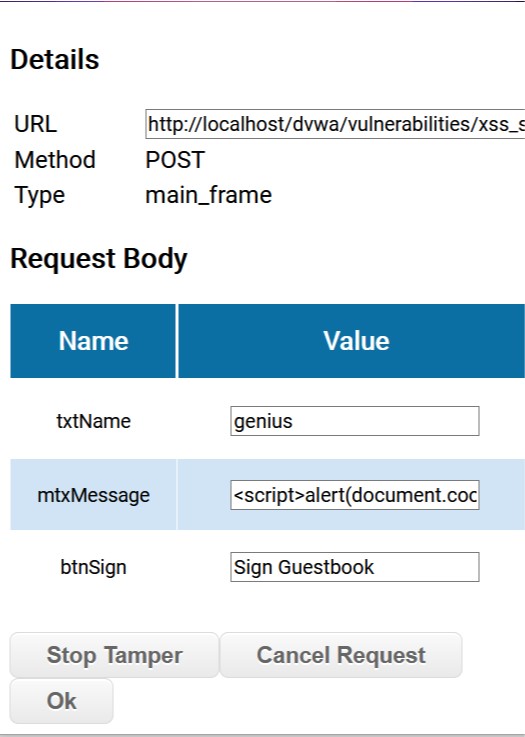 Details
URL http://localhost/dvwa/vulnerabilities/xss_s
Method POST
Type main_frame
Request Body
Name Value
txtName genius
mtxMessage <script>alert(document.coc
btnSign Sign Guestbook
Stop Tamper Cancel Request
Ok